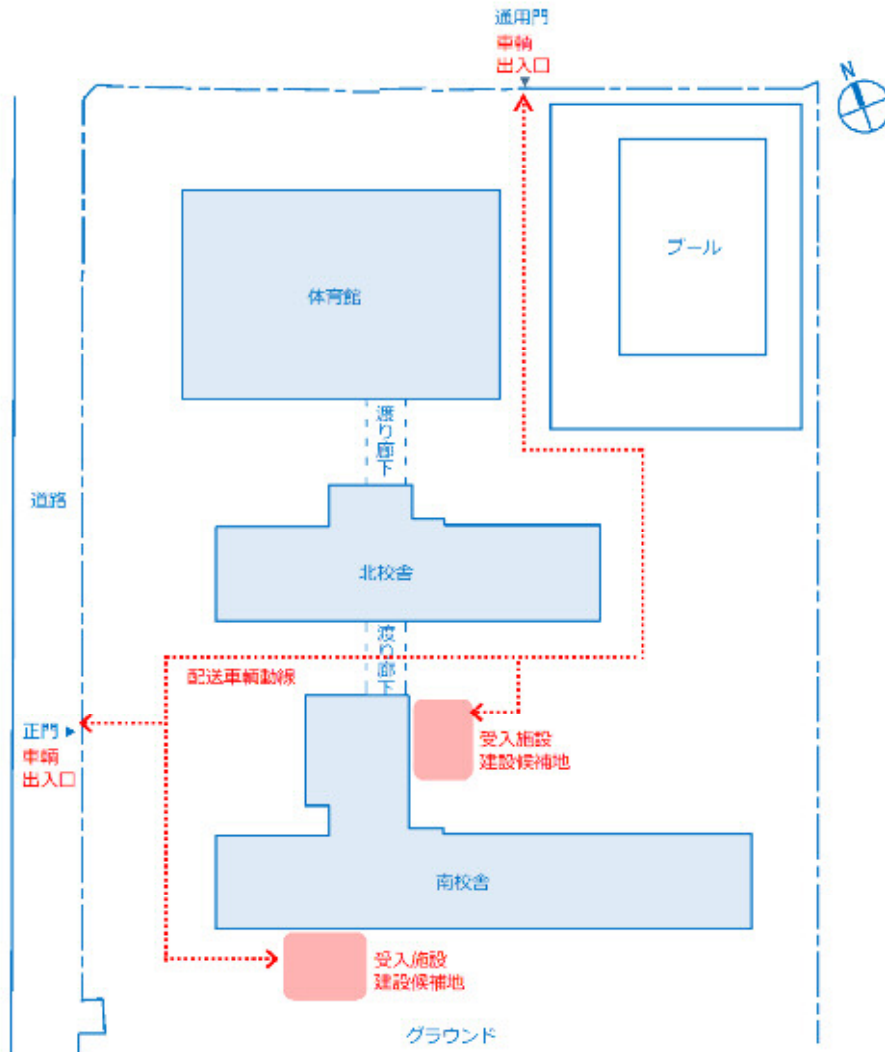 通用門
車輌
出入口
N
プール
体育館
渡り廊下
道路
北校舎
渡り廊下
配送車輌動線
正門
車輌
出入口
受入施設
建設候補地
南校舎
受入施設
建設候補地
グラウンド